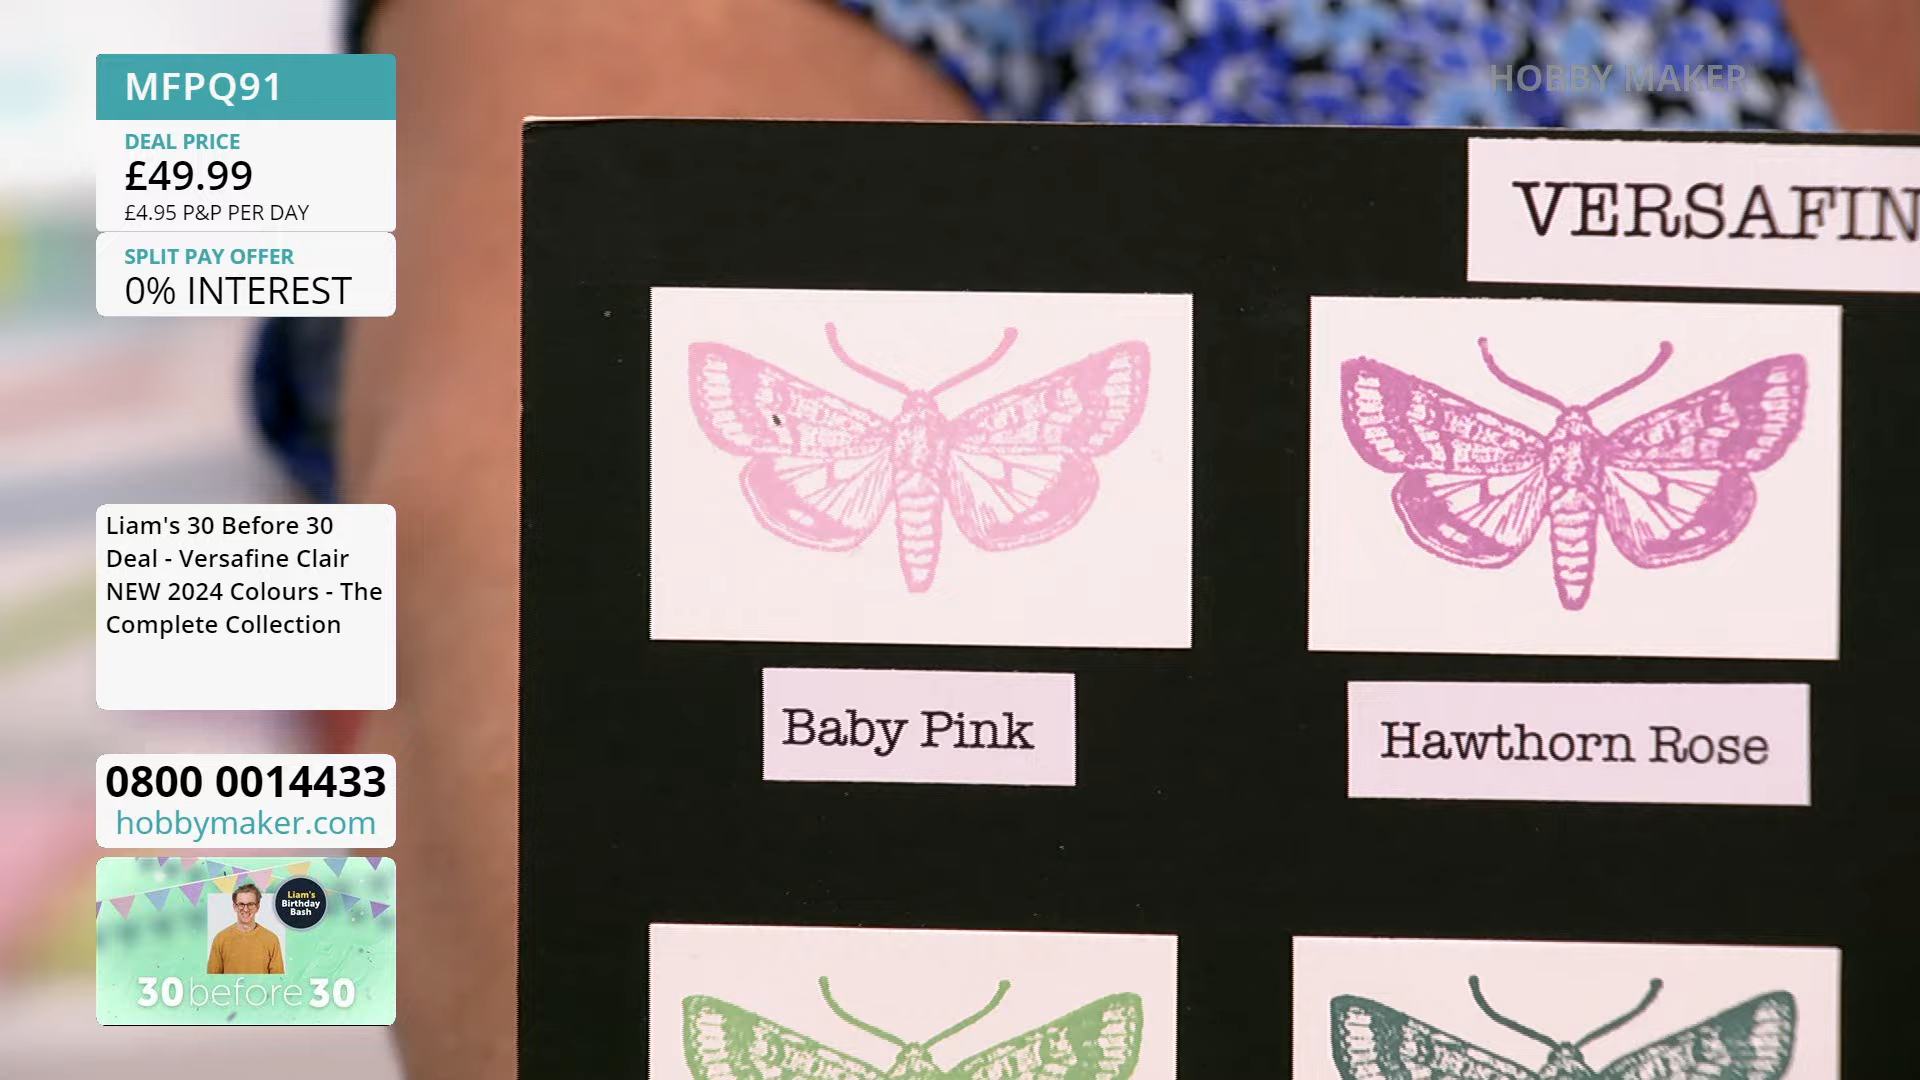 MFPQ91
DEAL PRICE
£49.99
£4.95 P&P PER DAY
SPLIT PAY OFFER
0% INTEREST
Liam's 30 Before 30
Deal - Versafine Clair
NEW 2024 Colours - The
Complete Collection
0800 0014433
hobbymaker.com
Liam's
Birthday
Bash
30 before 30
HOBBY MAKER
VERSAFIN
Baby Pink
Hawthorn Rose